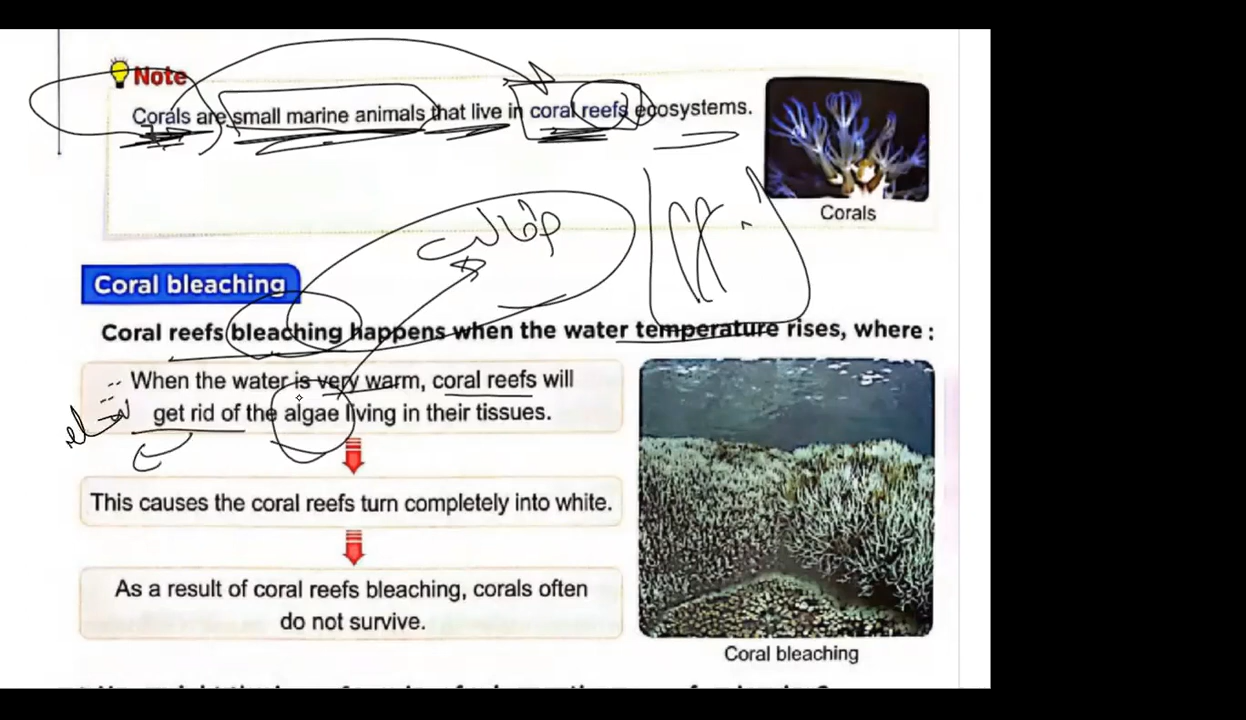 Note
Corals are small marine animals that live in coral reefs ecosystems.
Corals
Coral bleaching
Coral reefs bleaching happens when the water temperature rises, where :
When the water is very warm, coral reefs will
get rid of the algae living in their tissues.
This causes the coral reefs turn completely into white.
As a result of coral reefs bleaching, corals often
do not survive.
Coral bleaching